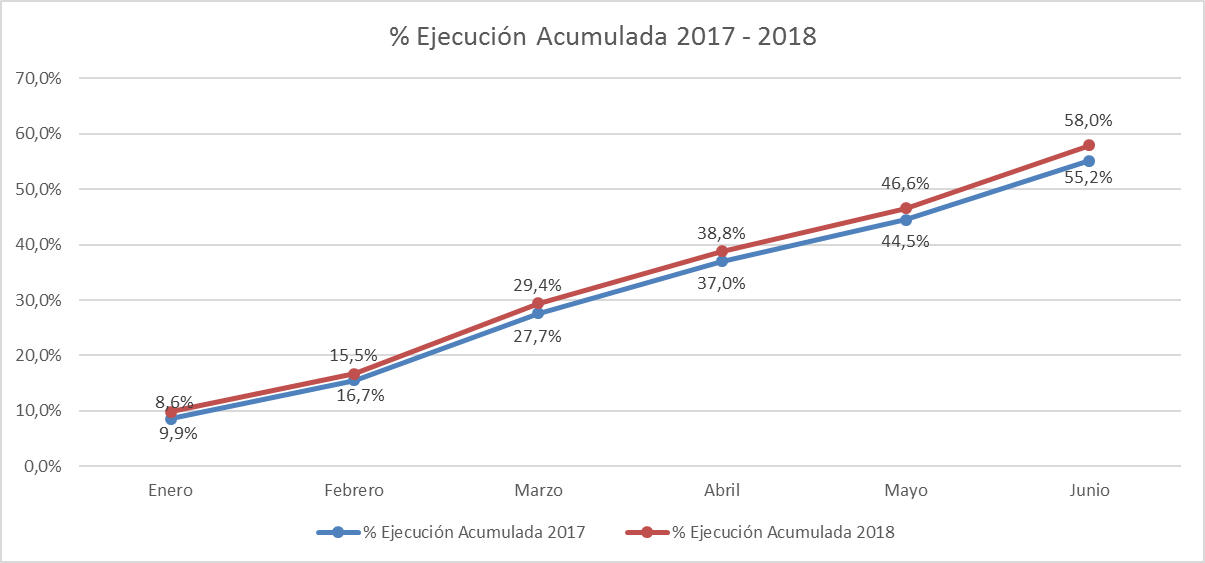 % Ejecución Acumulada 2017 - 2018
70,0%
60,0%
50,0%
40,0%
30,0%
20,0%
10,0%
0,0%
8,6%
9,9%
15,5%
16,7%
29,4%
27,7%
38,8%
37,0%
46,6%
44,5%
58,0%
55,2%
Enero
Febrero
Marzo
Abril
Mayo
Junio
% Ejecución Acumulada 2017
% Ejecución Acumulada 2018